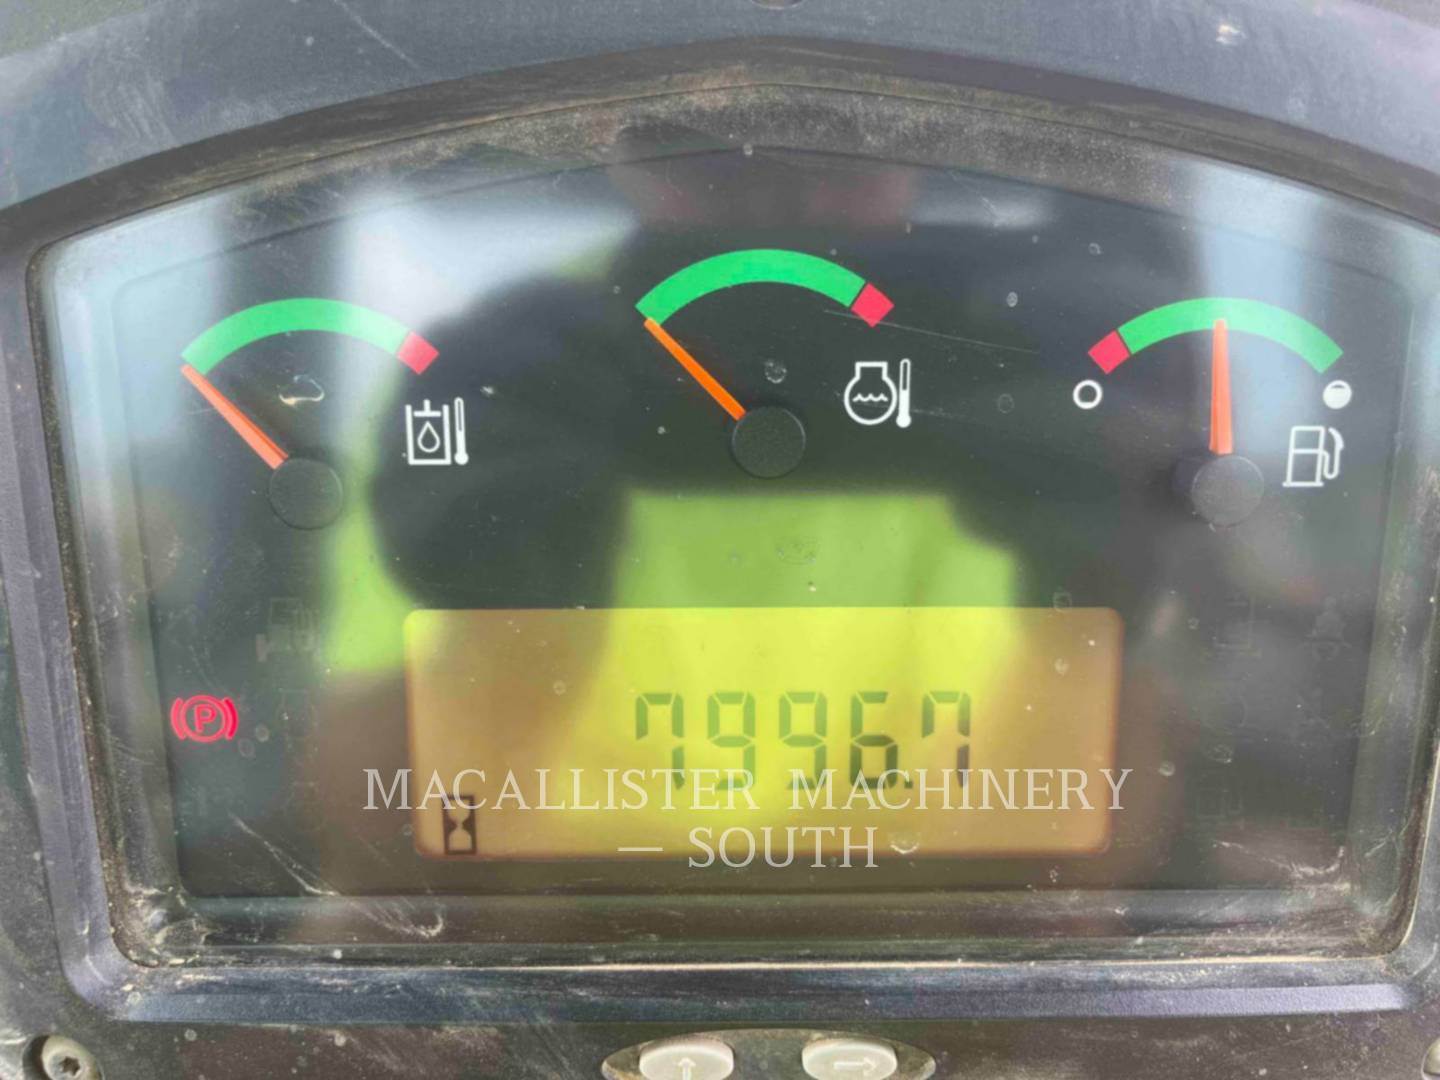 P
7996.7
MACALLISTER MACHINERY
— SOUTH